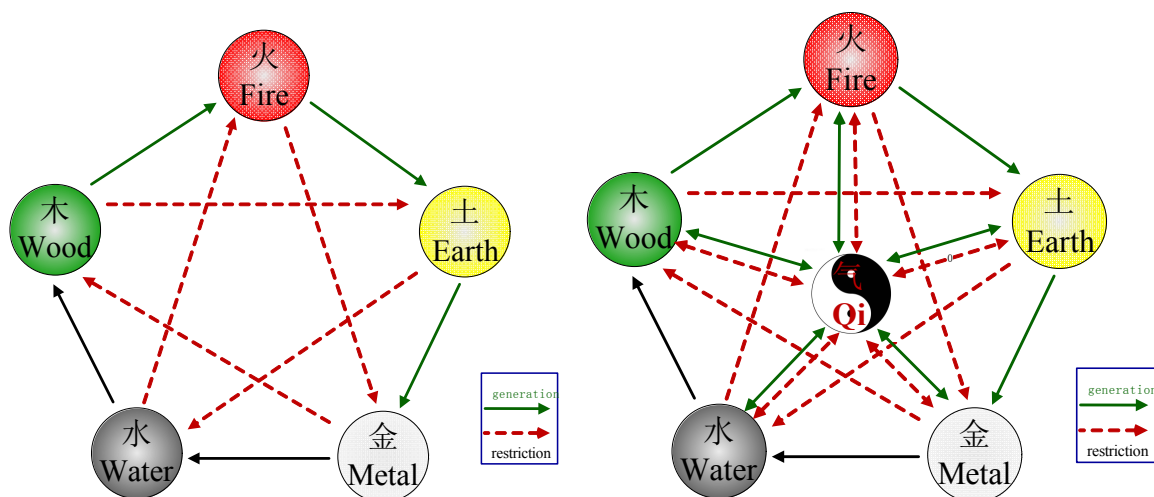 火
Fire
木
Wood
土
Earth
水
Water
金
Metal
generation
restriction
火
Fire
木
Wood
土
Earth
气
Qi
0
水
Water
金
Metal
generation
restriction